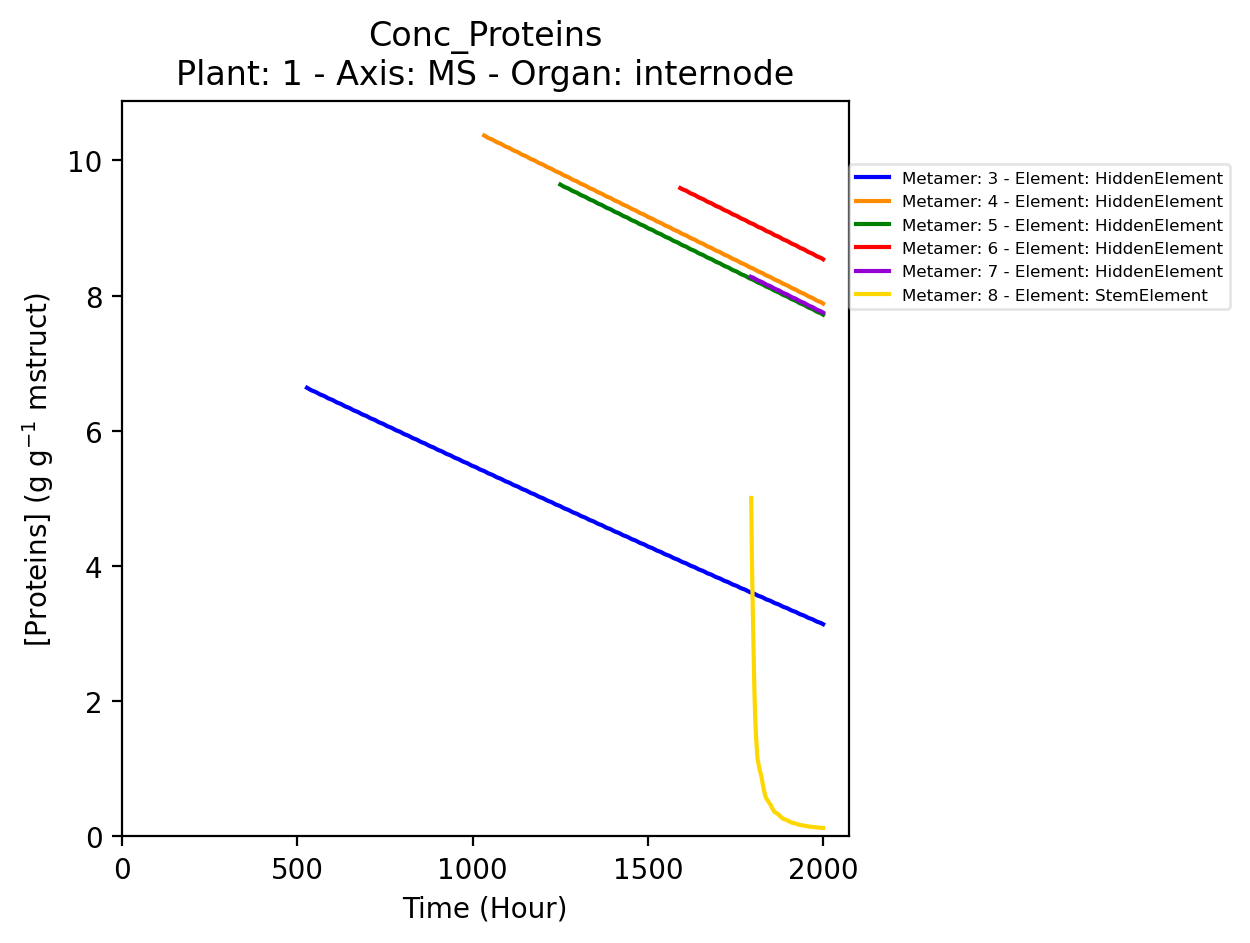 Conc_Proteins
Plant: 1 - Axis: MS - Organ: internode
[Proteins] (g g⁻¹ mstruct)
10
8
6
4
2
0
0 500 1000 1500 2000
Time (Hour)
Metamer: 3 - Element: HiddenElement
Metamer: 4 - Element: HiddenElement
Metamer: 5 - Element: HiddenElement
Metamer: 6 - Element: HiddenElement
Metamer: 7 - Element: HiddenElement
Metamer: 8 - Element: StemElement